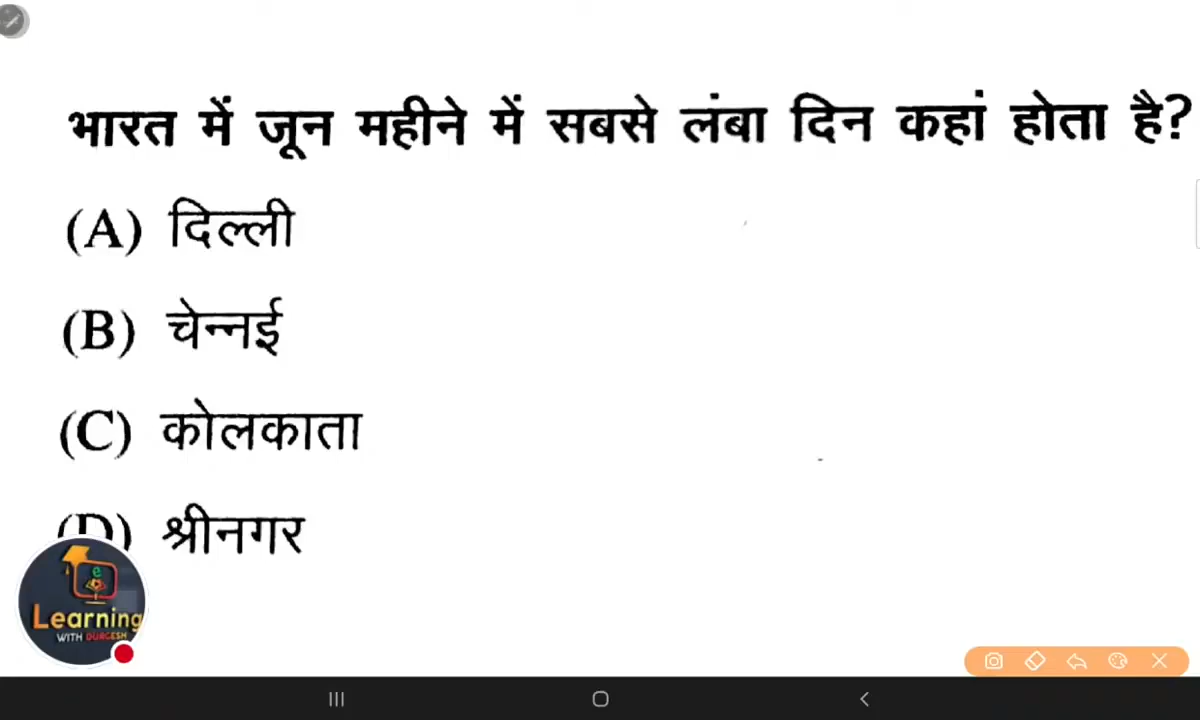 भारत में जून महीने में सबसे लंबा दिन कहां होता है?
(A) दिल्ली
(B) चेन्नई
(C) कोलकाता
(D) श्रीनगर
e
Learning
WITH DURGESH